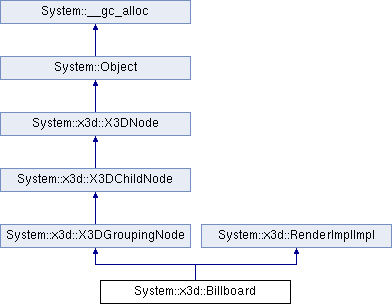 System::__gc_alloc
System::Object
System::x3d::X3DNode
System::x3d::X3DChildNode
System::x3d::X3DGroupingNode
System::x3d::RenderImplImpl
System::x3d::Billboard